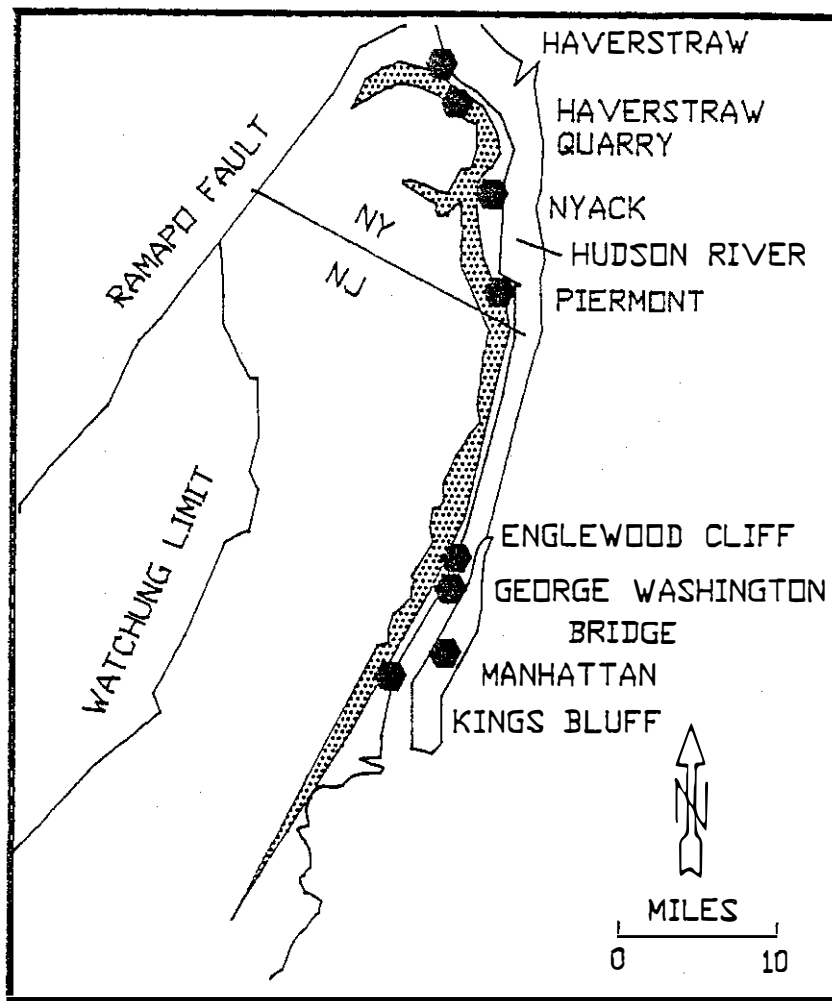 HAVERSTRAW
HAVERSTRAW
QUARRY
RAMAPO FAULT
NY
NYACK
HUDSON RIVER
NJ
PIERMONT
ENGLEWOOD CLIFF
WATCHUNG LIMIT
GEORGE WASHINGTON
BRIDGE
MANHATTAN
KINGS BLUFF
N
MILES
0 10